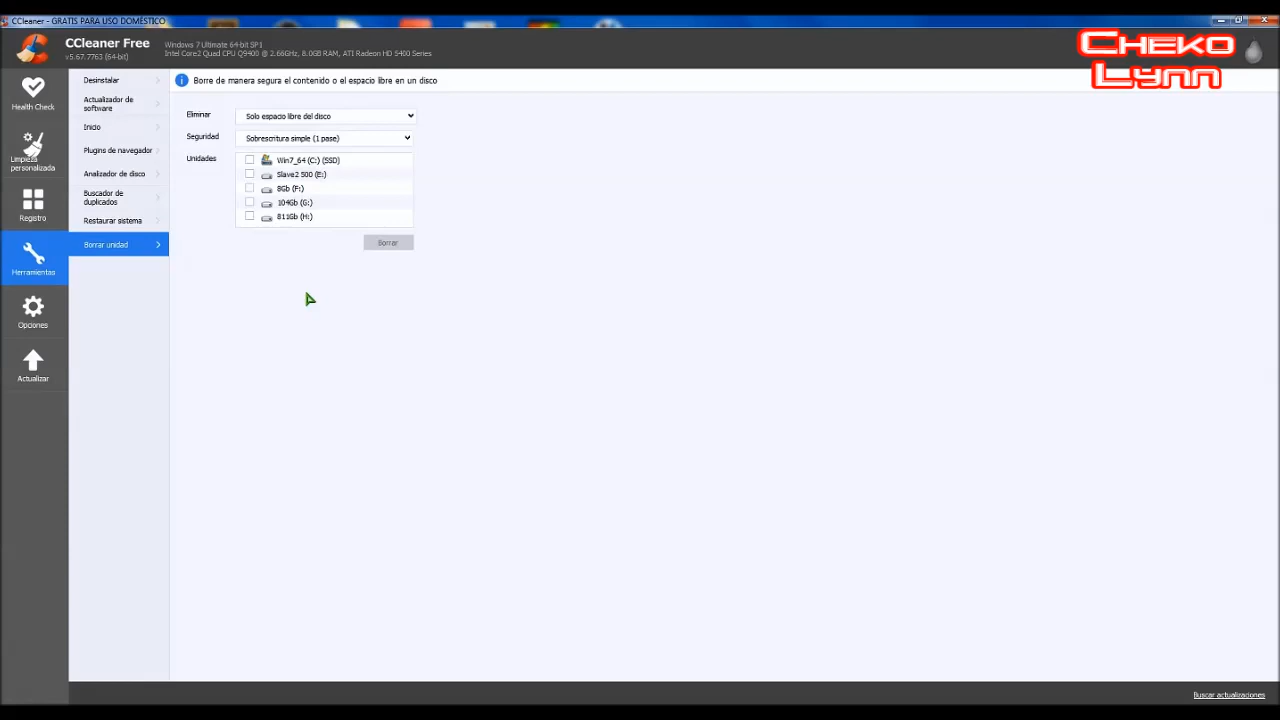 CCleaner - GRATIS PARA USO DOMÉSTICO
CCleaner Free
v5.67.7763 (64-bit)
Windows 7 Ultimate 64-bit SP1
Intel Core2 Quad CPU Q9400 @ 2.66GHz, 8.0GB RAM, ATI Radeon HD 5400 Series
Cheko
Lynn
Health Check
Limpieza
personalizada
Registro
Herramientas
Opciones
Actualizar
Desinstalar
Actualizador de
software
Inicio
Plugins de navegador
Analizador de disco
Buscador de
duplicados
Restaurar sistema
Borrar unidad
Borre de manera segura el contenido o el espacio libre en un disco
Eliminar
Solo espacio libre del disco
Seguridad
Sobrescritura simple (1 pase)
Unidades
Win7_64 (C:) (SSD)
Slave2 500 (E:)
8Gb (F:)
104Gb (G:)
811Gb (H:)
Borrar
Buscar actualizaciones